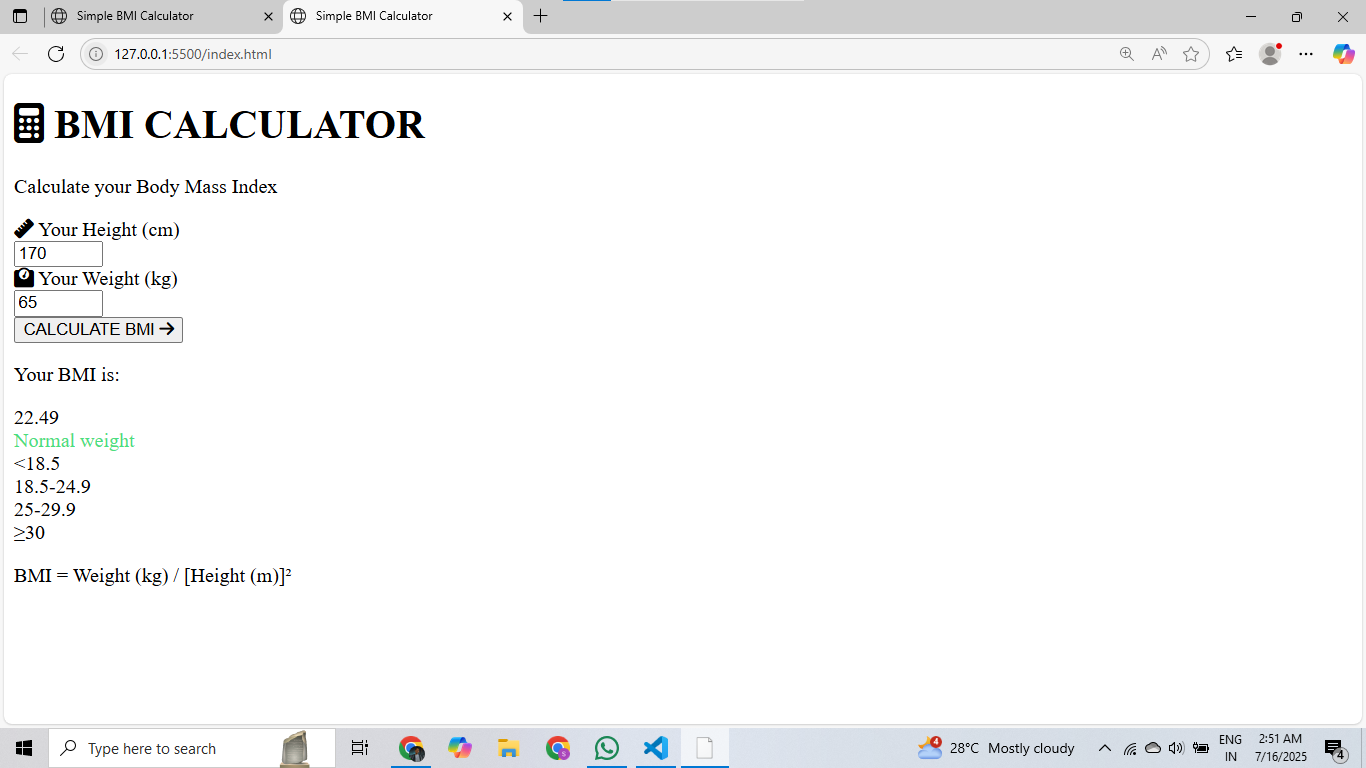 Simple BMI Calculator
Simple BMI Calculator
127.0.0.1:5500/index.html
BMI CALCULATOR
Calculate your Body Mass Index
Your Height (cm)
170
Your Weight (kg)
65
CALCULATE BMI
Your BMI is:
22.49
Normal weight
<18.5
18.5-24.9
25-29.9
≥30
BMI = Weight (kg) / [Height (m)]²
Type here to search
4
28°C Mostly cloudy
ENG
IN
2:51 AM
7/16/2025
4